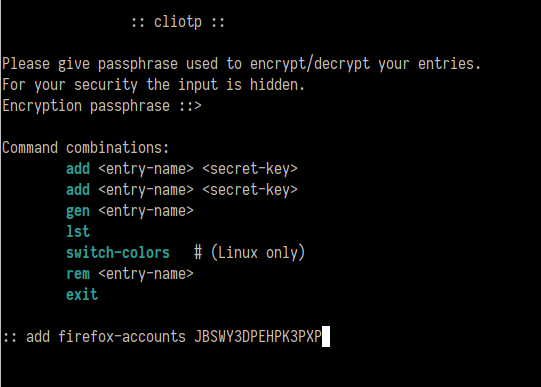 :: cliotp ::
Please give passphrase used to encrypt/decrypt your entries.
For your security the input is hidden.
Encryption passphrase ::>
Command combinations:
add <entry-name> <secret-key>
add <entry-name> <secret-key>
gen <entry-name>
lst
switch-colors # (Linux only)
rem <entry-name>
exit
:: add firefox-accounts JBSWY3DPEHPK3PXP